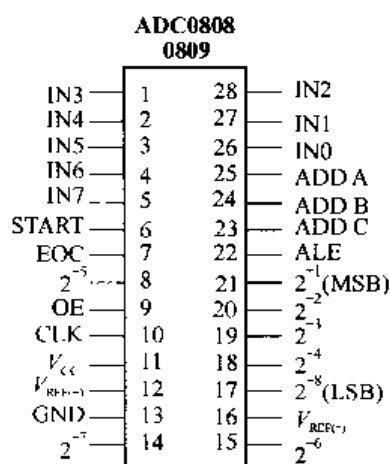 ADC0808
0809
IN3 1 28 IN2
IN4 2 27 IN1
IN5 3 26 IN0
IN6 4 25 ADD A
IN7 5 24 ADD B
START 6 23 ADD C
EOC 7 22 ALE
2⁻⁵ 8 21 2⁻¹(MSB)
OE 9 20 2⁻²
CLK 10 19 2⁻³
V_CC 11 18 2⁻⁴
V_REF(+) 12 17 2⁻⁸(LSB)
GND 13 16 V_REF(-)
2⁻⁷ 14 15 2⁻⁶